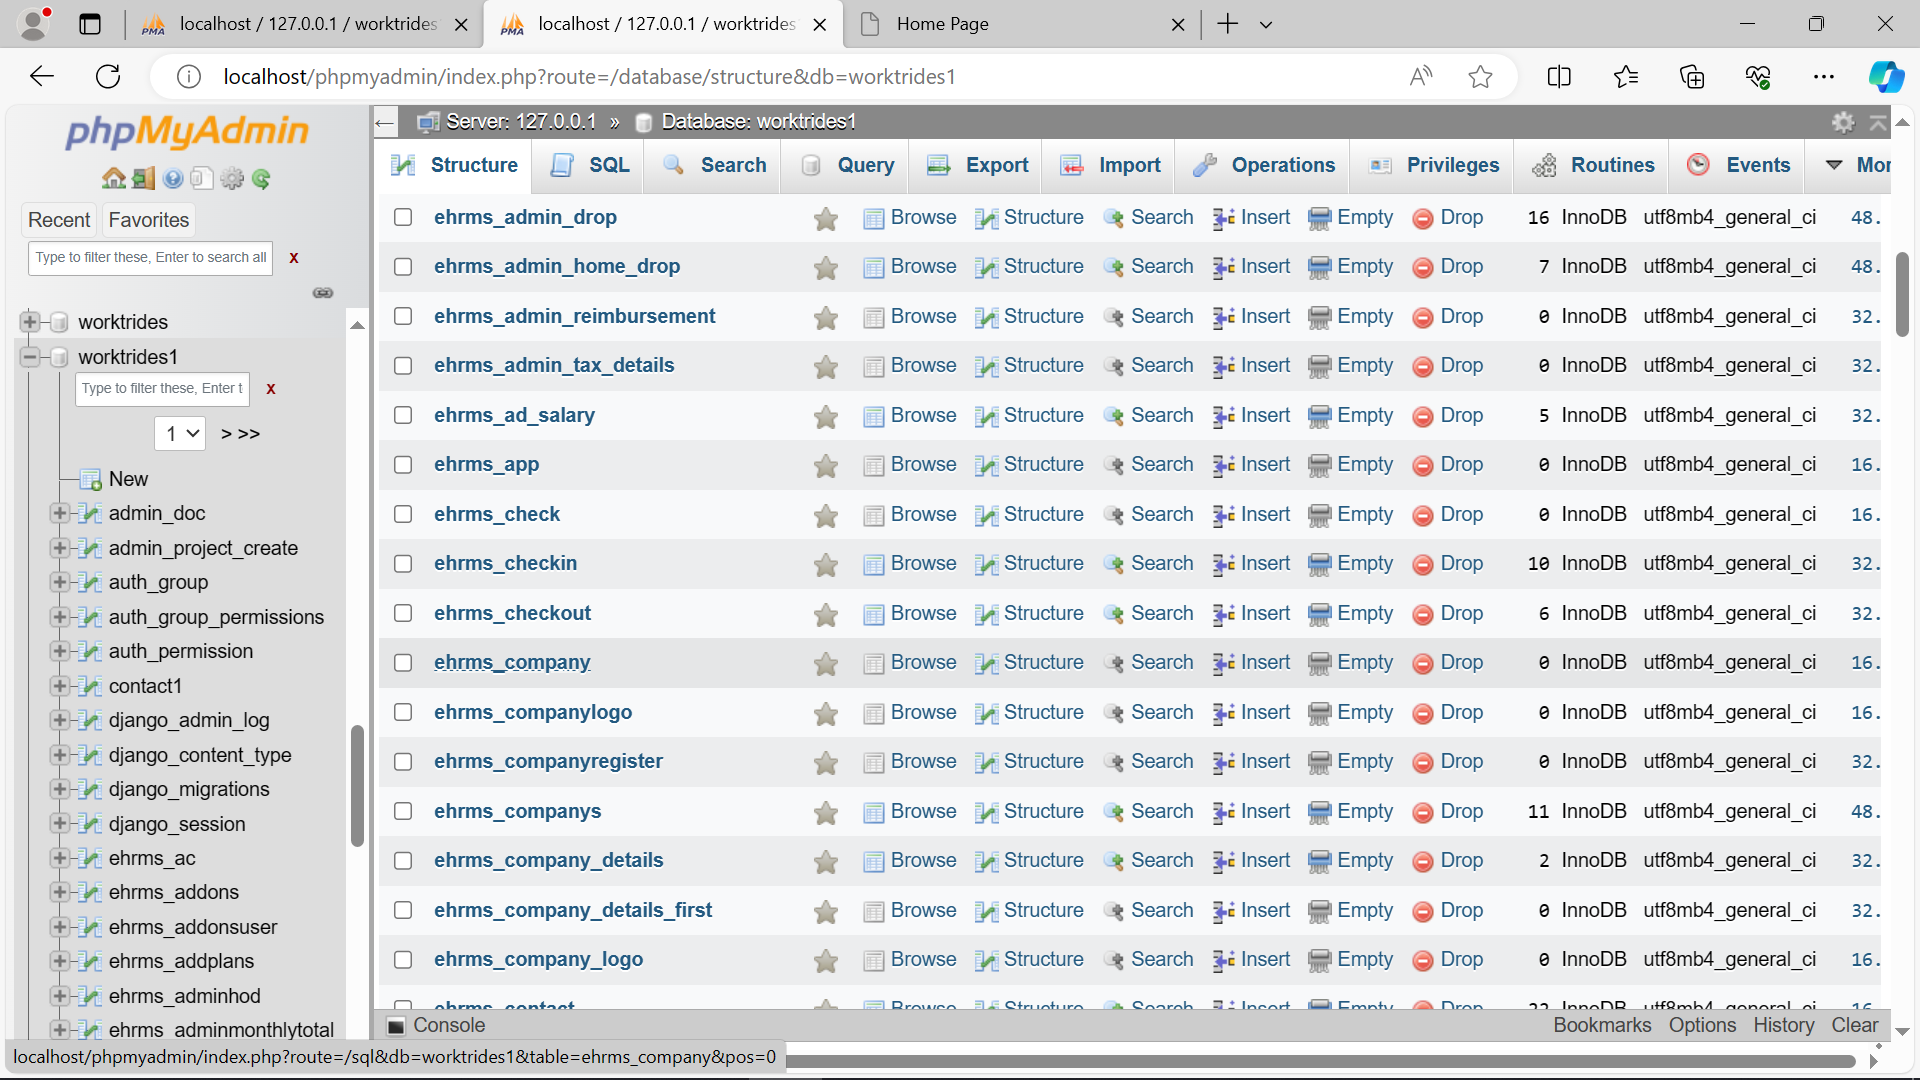 localhost / 127.0.0.1 / worktrides
localhost / 127.0.0.1 / worktrides
Home Page
localhost/phpmyadmin/index.php?route=/database/structure&db=worktrides1
phpMyAdmin
Recent Favorites
Type to filter these, Enter to search all X
worktrides
worktrides1
Type to filter these, Enter t X
1 > >>
New
admin_doc
admin_project_create
auth_group
auth_group_permissions
auth_permission
contact1
django_admin_log
django_content_type
django_migrations
django_session
ehrms_ac
ehrms_addons
ehrms_addonsuser
ehrms_addplans
ehrms_adminhod
ehrms_adminmonthlytotal
Server: 127.0.0.1 » Database: worktrides1
Structure SQL Search Query Export Import Operations Privileges Routines Events Mor
ehrms_admin_drop Browse Structure Search Insert Empty Drop 16 InnoDB utf8mb4_general_ci 48.
ehrms_admin_home_drop Browse Structure Search Insert Empty Drop 7 InnoDB utf8mb4_general_ci 48.
ehrms_admin_reimbursement Browse Structure Search Insert Empty Drop 0 InnoDB utf8mb4_general_ci 32.
ehrms_admin_tax_details Browse Structure Search Insert Empty Drop 0 InnoDB utf8mb4_general_ci 32.
ehrms_ad_salary Browse Structure Search Insert Empty Drop 5 InnoDB utf8mb4_general_ci 32.
ehrms_app Browse Structure Search Insert Empty Drop 0 InnoDB utf8mb4_general_ci 16.
ehrms_check Browse Structure Search Insert Empty Drop 0 InnoDB utf8mb4_general_ci 16.
ehrms_checkin Browse Structure Search Insert Empty Drop 10 InnoDB utf8mb4_general_ci 32.
ehrms_checkout Browse Structure Search Insert Empty Drop 6 InnoDB utf8mb4_general_ci 32.
ehrms_company Browse Structure Search Insert Empty Drop 0 InnoDB utf8mb4_general_ci 16.
ehrms_companylogo Browse Structure Search Insert Empty Drop 0 InnoDB utf8mb4_general_ci 16.
ehrms_companyregister Browse Structure Search Insert Empty Drop 0 InnoDB utf8mb4_general_ci 32.
ehrms_companys Browse Structure Search Insert Empty Drop 11 InnoDB utf8mb4_general_ci 48.
ehrms_company_details Browse Structure Search Insert Empty Drop 2 InnoDB utf8mb4_general_ci 32.
ehrms_company_details_first Browse Structure Search Insert Empty Drop 0 InnoDB utf8mb4_general_ci 32.
ehrms_company_logo Browse Structure Search Insert Empty Drop 0 InnoDB utf8mb4_general_ci 16.
ehrms_contact Browse Structure Search Insert Empty Drop InnoDB utf8mb4_general_ci 16.
Console Bookmarks Options History Clear
localhost/phpmyadmin/index.php?route=/sql&db=worktrides1&table=ehrms_company&pos=0